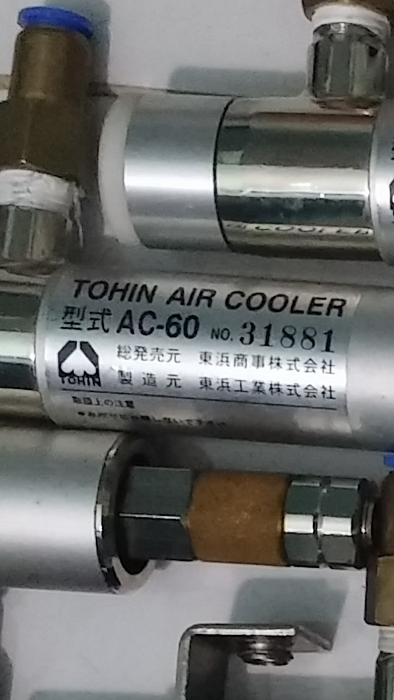 TOHIN AIR COOLER
型式 AC-60 NO. 31881
総発売元 東浜商事株式会社
製造元 東浜工業株式会社
TOHIN
取扱上の注意